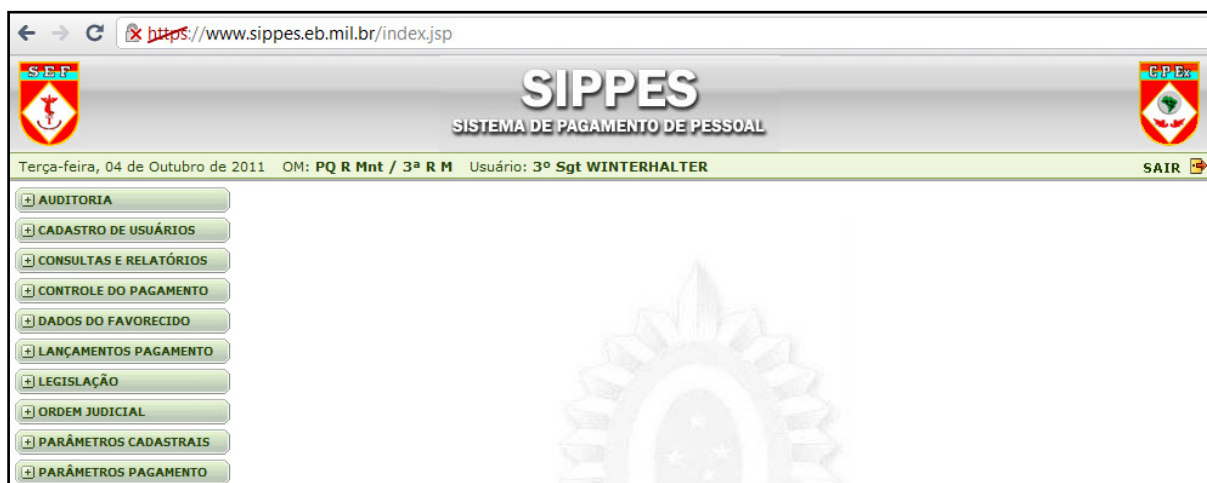 https://www.sippes.eb.mil.br/index.jsp
SEF
SIPPES
CPEx
SISTEMA DE PAGAMENTO DE PESSOAL
Terça-feira, 04 de Outubro de 2011 OM: PQ R Mnt / 3ª R M Usuário: 3º Sgt WINTERHALTER SAIR
AUDITORIA
CADASTRO DE USUÁRIOS
CONSULTAS E RELATÓRIOS
CONTROLE DO PAGAMENTO
DADOS DO FAVORECIDO
LANÇAMENTOS PAGAMENTO
LEGISLAÇÃO
ORDEM JUDICIAL
PARÂMETROS CADASTRAIS
PARÂMETROS PAGAMENTO